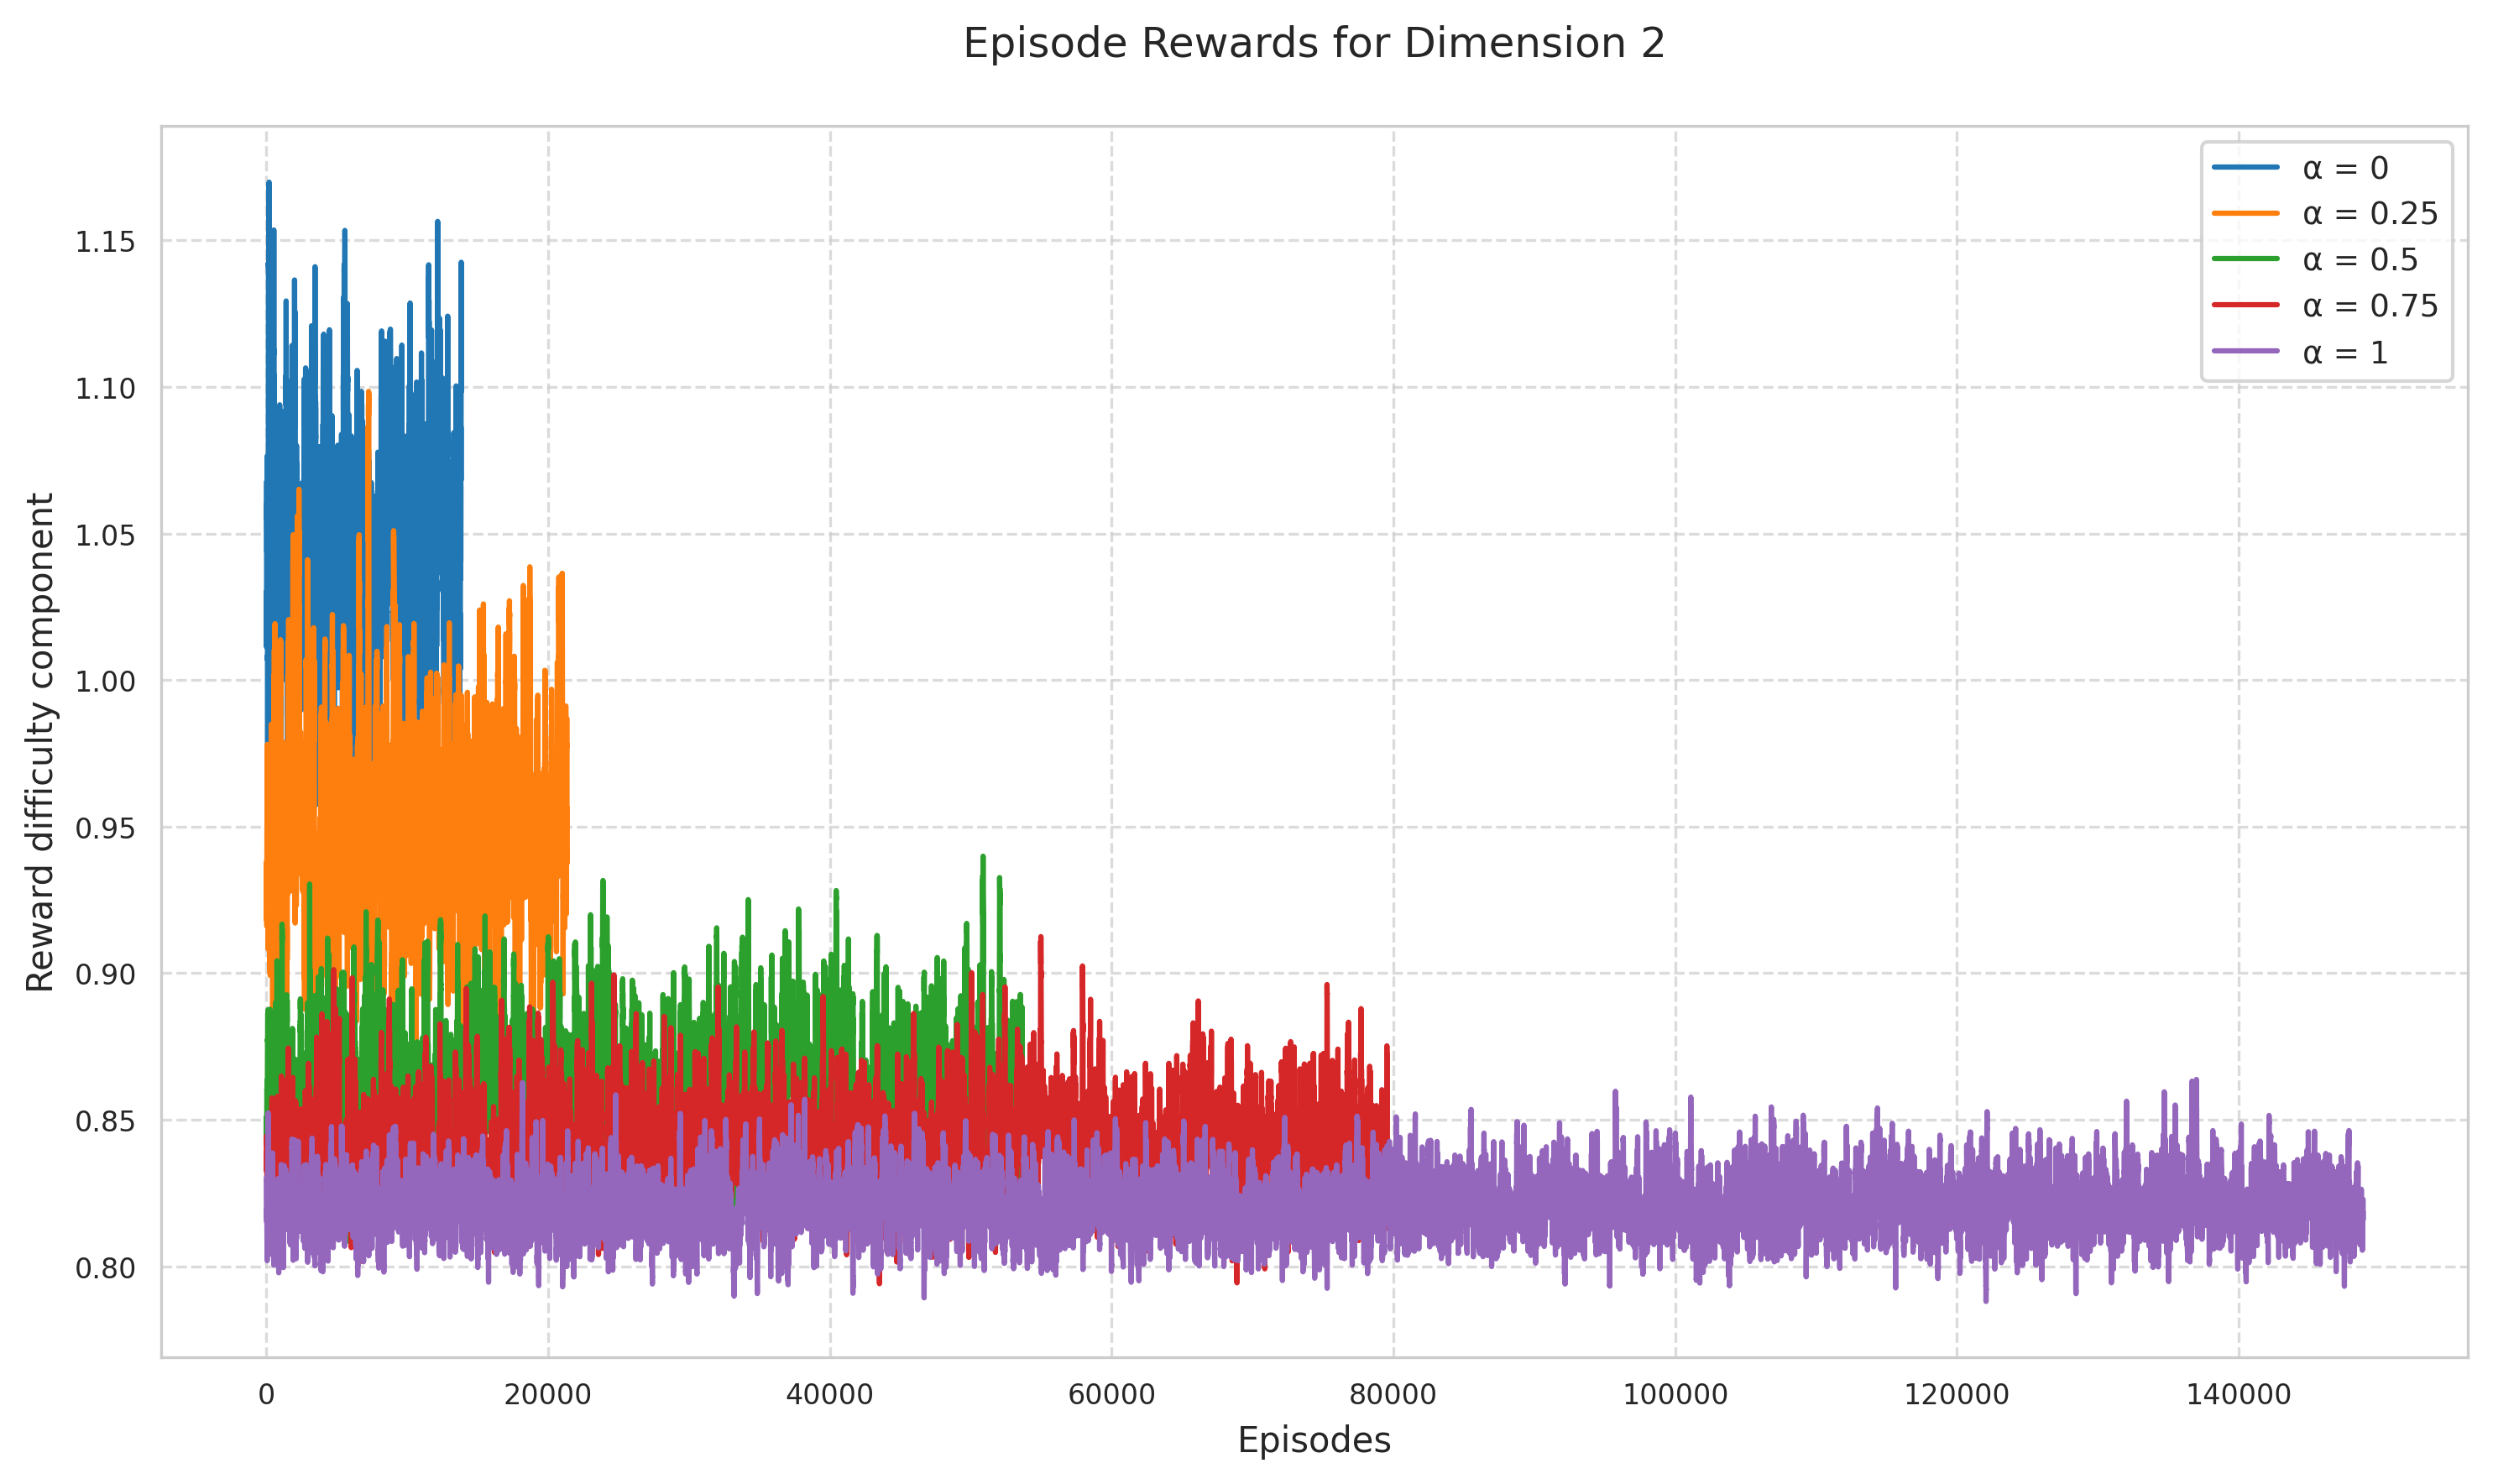 Episode Rewards for Dimension 2
α = 0
α = 0.25
α = 0.5
α = 0.75
α = 1
Reward difficulty component
1.15
1.10
1.05
1.00
0.95
0.90
0.85
0.80
0 20000 40000 60000 80000 100000 120000 140000
Episodes